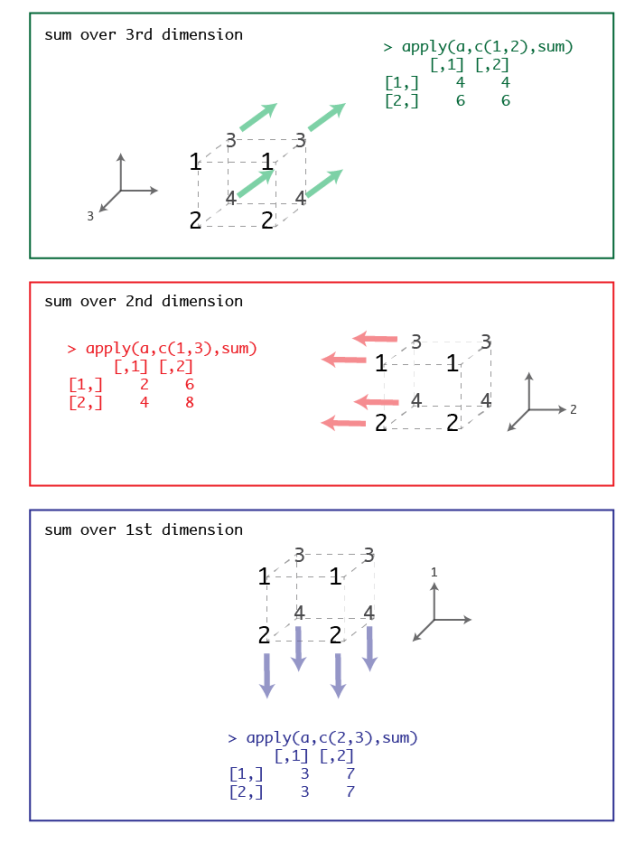 sum over 3rd dimension
> apply(a,c(1,2),sum)
[,1] [,2]
[1,] 4 4
[2,] 6 6
3 3
1 1
4 4
2 2
3
sum over 2nd dimension
> apply(a,c(1,3),sum)
[,1] [,2]
[1,] 2 6
[2,] 4 8
3 3
1 1
4 4
2 2
2
sum over 1st dimension
3 3
1 1
4 4
2 2
1
> apply(a,c(2,3),sum)
[,1] [,2]
[1,] 3 7
[2,] 3 7